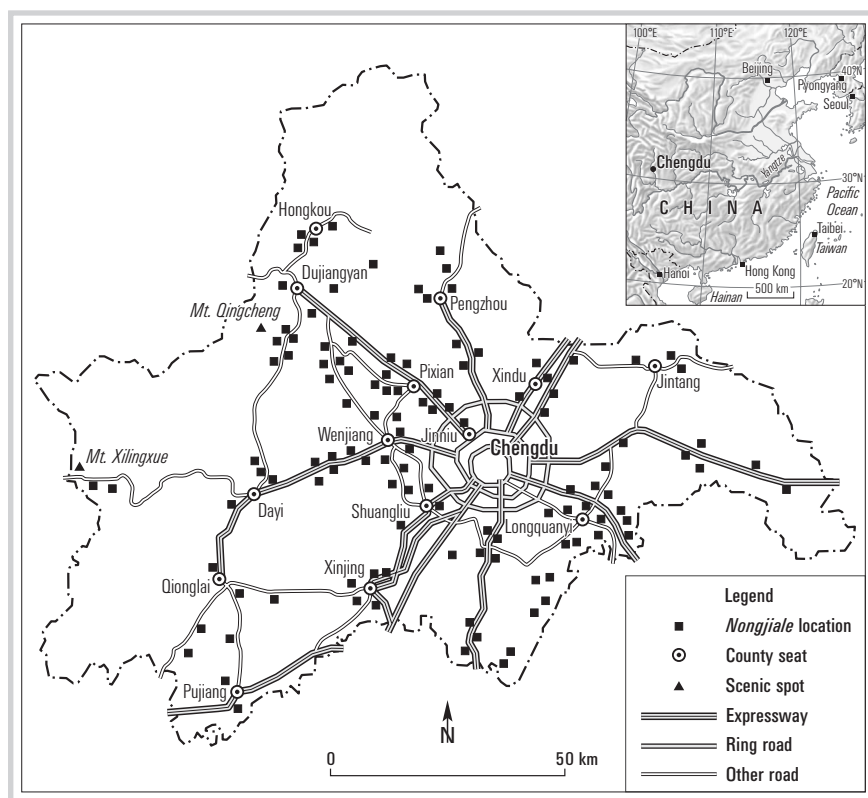 100°E
110°E
120°E
Beijing
40°N
Pyongyang
Seoul
Chengdu
Yangtze
30°N
Pacific
Ocean
CHINA
Taibei
Taiwan
Hanoi
Hong Kong
20°N
Hainan
500 km
Hongkou
Dujiangyan
Mt. Qingcheng
Pengzhou
Pixian
Xindu
Jintang
Wenjiang
Jinniu
Chengdu
Mt. Xilingxue
Dayi
Shuangliu
Longquanyi
Xinjing
Qionglai
Pujiang
N
0
50 km
Legend
Nongjiale location
County seat
Scenic spot
Expressway
Ring road
Other road